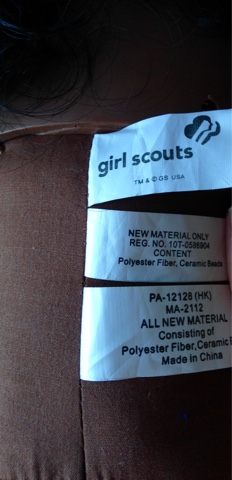 girl scouts
TM & © GS USA
NEW MATERIAL ONLY
REG. NO. 10T-0586904
CONTENT
Polyester Fiber, Ceramic Beads
PA-12128 (HK)
MA-2112
ALL NEW MATERIAL
Consisting of
Polyester Fiber, Ceramic B
Made in China